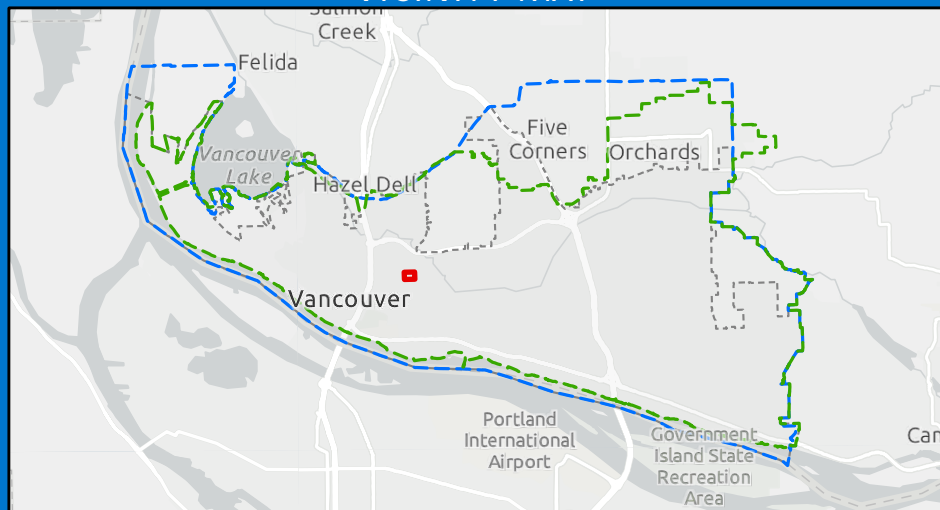 Salmon
Creek
Felida
Five
Corners
Orchards
Vancouver
Lake
Hazel Dell
Vancouver
Portland
International
Airport
Government
Island State
Recreation
Area